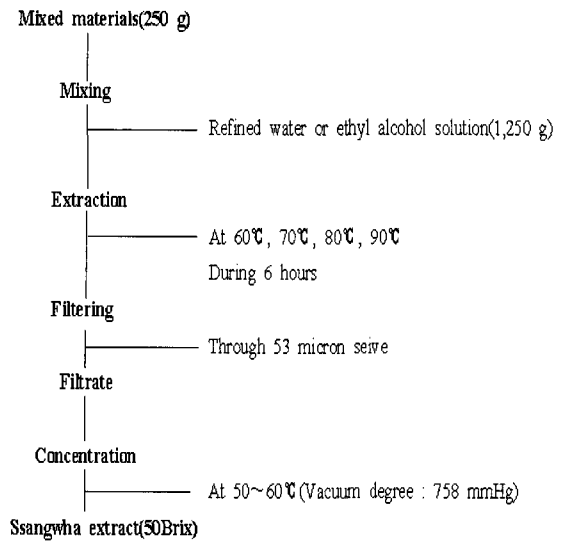 Mixed materials(250 g)
Mixing
Refined water or ethyl alcohol solution(1,250 g)
Extraction
At 60℃, 70℃, 80℃, 90℃
During 6 hours
Filtering
Through 53 micron seive
Filtrate
Concentration
At 50~60℃(Vacuum degree : 758 mmHg)
Ssangwha extract(50Brix)